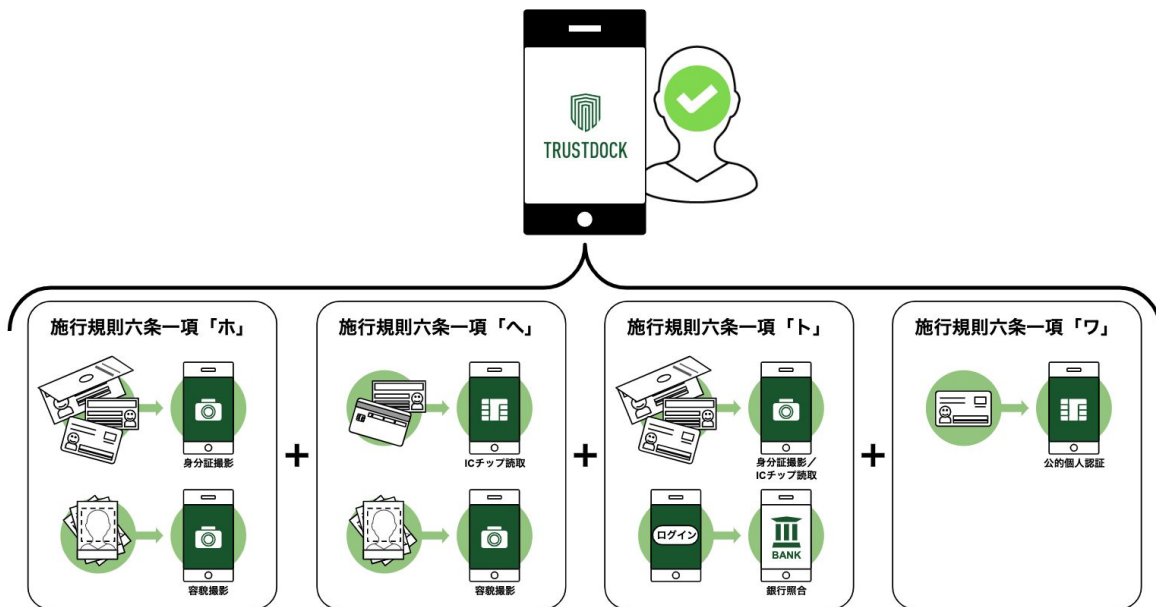 TRUSTDOCK
施行規則六条一項「ホ」
身分証撮影
容貌撮影
+
施行規則六条一項「ヘ」
ICチップ読取
容貌撮影
+
施行規則六条一項「ト」
身分証撮影／
ICチップ読取
ログイン
BANK
銀行照合
+
施行規則六条一項「ワ」
公的個人認証